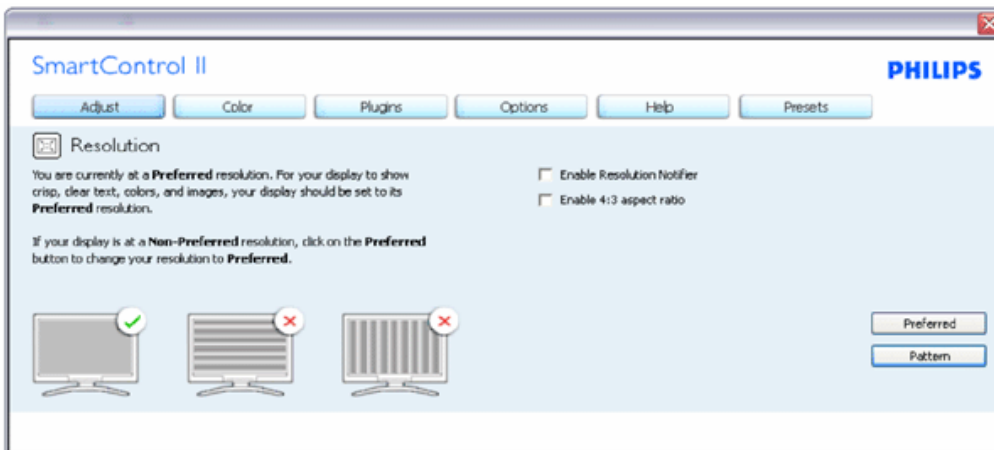 SmartControl II
PHILIPS
Adjust
Color
Plugins
Options
Help
Presets
Resolution
You are currently at a Preferred resolution. For your display to show
crisp, clear text, colors, and images, your display should be set to its
Preferred resolution.
If your display is at a Non-Preferred resolution, click on the Preferred
button to change your resolution to Preferred.
Enable Resolution Notifier
Enable 4:3 aspect ratio
Preferred
Pattern